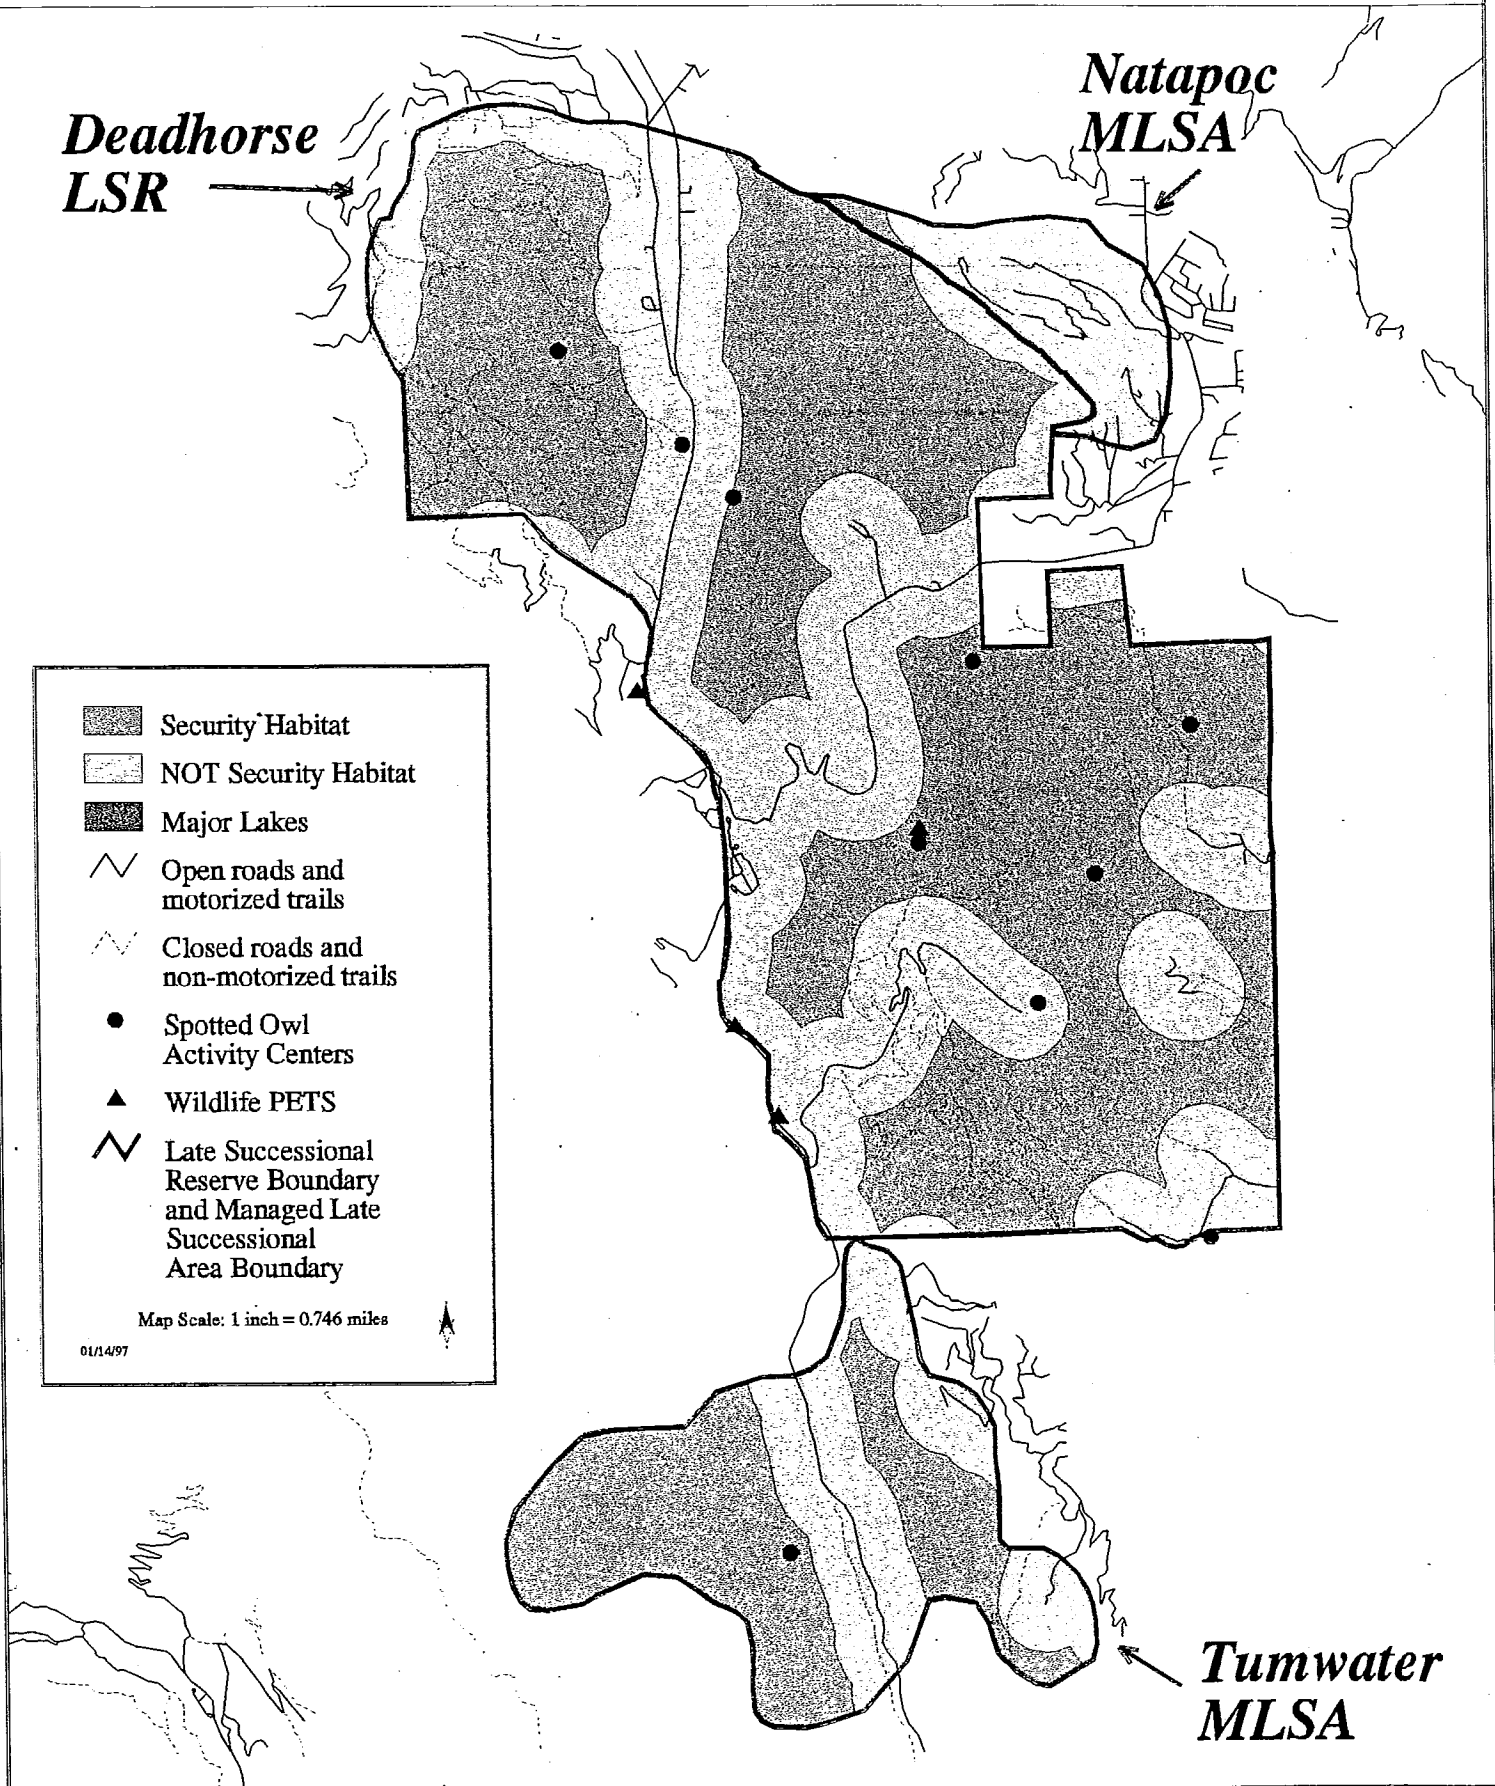 Deadhorse
LSR
Natapoc
MLSA
Security Habitat
NOT Security Habitat
Major Lakes
Open roads and
motorized trails
Closed roads and
non-motorized trails
Spotted Owl
Activity Centers
Wildlife PETS
Late Successional
Reserve Boundary
and Managed Late
Successional
Area Boundary
Map Scale: 1 inch = 0.746 miles
01/14/97
Tumwater
MLSA